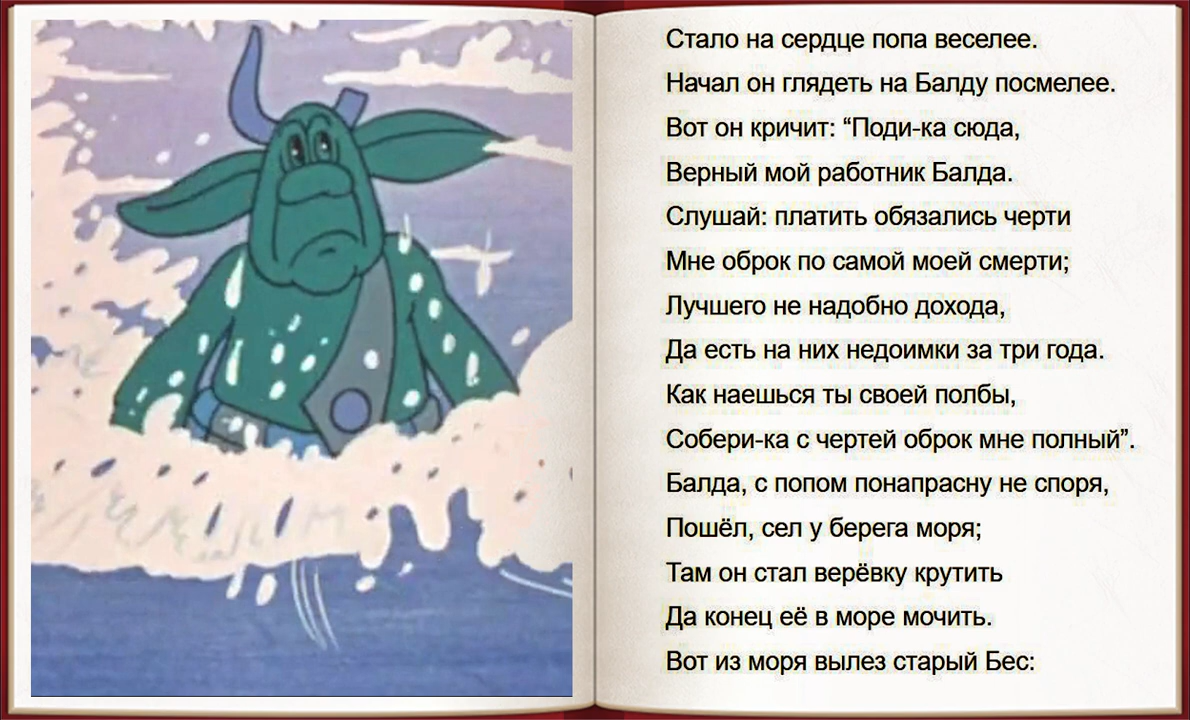 Стало на сердце попа веселее.
Начал он глядеть на Балду посмелее.
Вот он кричит: “Поди-ка сюда,
Верный мой работник Балда.
Слушай: платить обязались черти
Мне оброк по самой моей смерти;
Лучшего не надобно дохода,
Да есть на них недоимки за три года.
Как наешься ты своей полбы,
Собери-ка с чертей оброк мне полный”.
Балда, с попом понапрасну не споря,
Пошёл, сел у берега моря;
Там он стал верёвку крутить
Да конец её в море мочить.
Вот из моря вылез старый Бес: